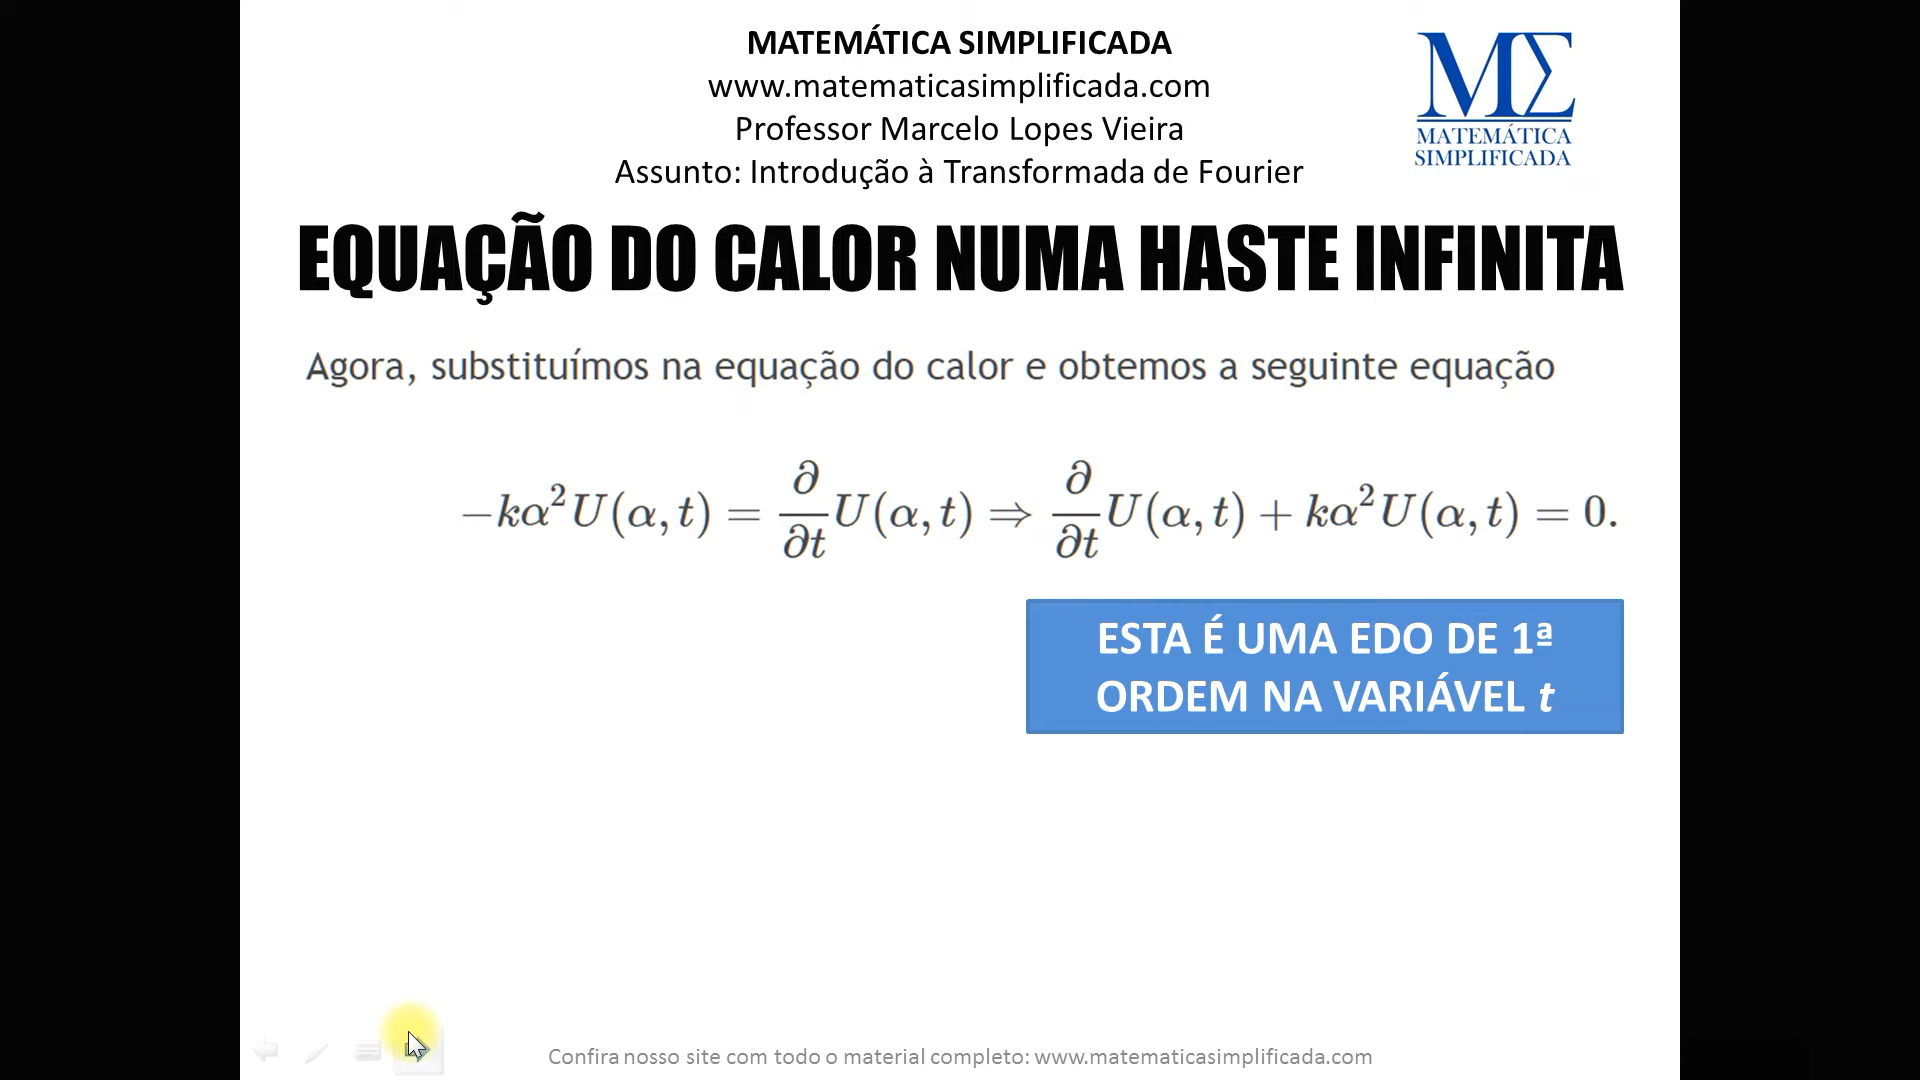 MATEMÁTICA SIMPLIFICADA
www.matematicasimplificada.com
Professor Marcelo Lopes Vieira
Assunto: Introdução à Transformada de Fourier
MΣ
MATEMÁTICA
SIMPLIFICADA
EQUAÇÃO DO CALOR NUMA HASTE INFINITA
Agora, substituímos na equação do calor e obtemos a seguinte equação
−kα²U(α, t) = ∂/∂t U(α, t) ⇒ ∂/∂t U(α, t) + kα²U(α, t) = 0.
ESTA É UMA EDO DE 1ª
ORDEM NA VARIÁVEL t
Confira nosso site com todo o material completo: www.matematicasimplificada.com